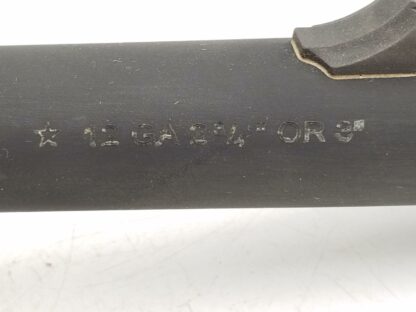 ☆ 12 GA 2¾" OR 3"